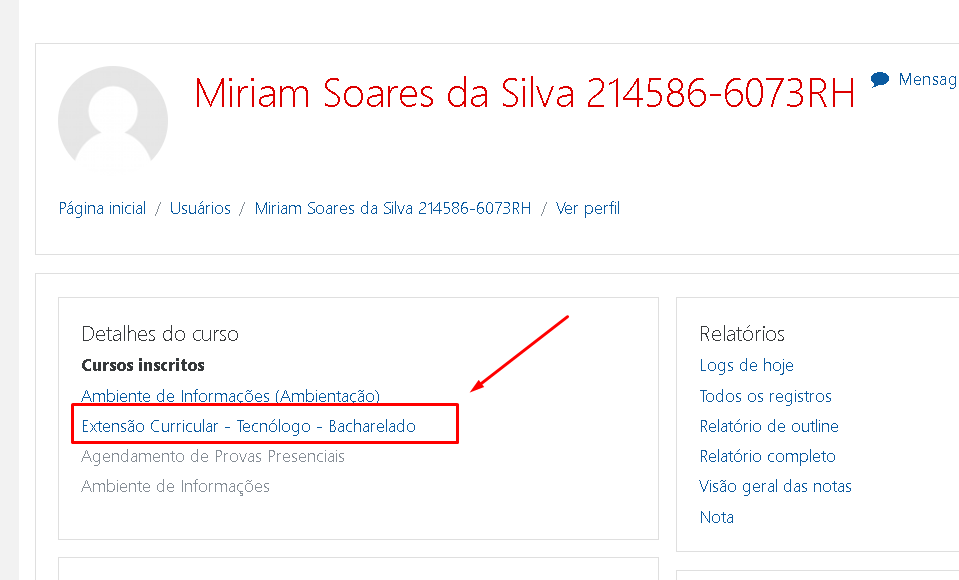 Miriam Soares da Silva 214586-6073RH
Mensag
Página inicial / Usuários / Miriam Soares da Silva 214586-6073RH / Ver perfil
Detalhes do curso
Cursos inscritos
Ambiente de Informações (Ambientação)
Extensão Curricular - Tecnólogo - Bacharelado
Agendamento de Provas Presenciais
Ambiente de Informações
Relatórios
Logs de hoje
Todos os registros
Relatório de outline
Relatório completo
Visão geral das notas
Nota